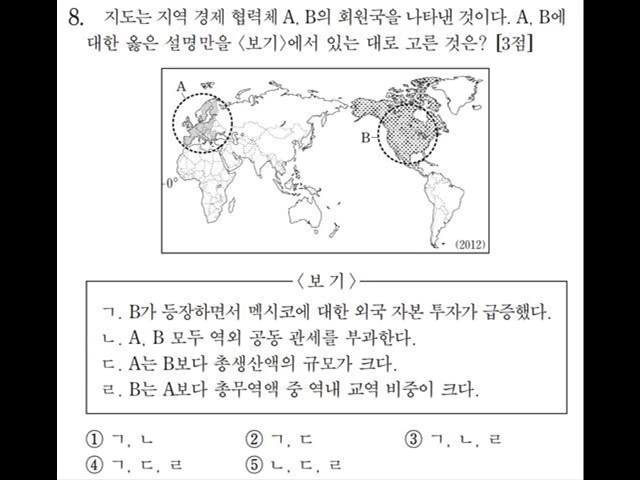 8. 지도는 지역 경제 협력체 A, B의 회원국을 나타낸 것이다. A, B에
대한 옳은 설명만을 〈보기〉에서 있는 대로 고른 것은? [3점]
A
B
0°
(2012)
〈보 기〉
ㄱ. B가 등장하면서 멕시코에 대한 외국 자본 투자가 급증했다.
ㄴ. A, B 모두 역외 공동 관세를 부과한다.
ㄷ. A는 B보다 총생산액의 규모가 크다.
ㄹ. B는 A보다 총무역액 중 역내 교역 비중이 크다.
① ㄱ, ㄴ ② ㄱ, ㄷ ③ ㄱ, ㄴ, ㄹ
④ ㄱ, ㄷ, ㄹ ⑤ ㄴ, ㄷ, ㄹ